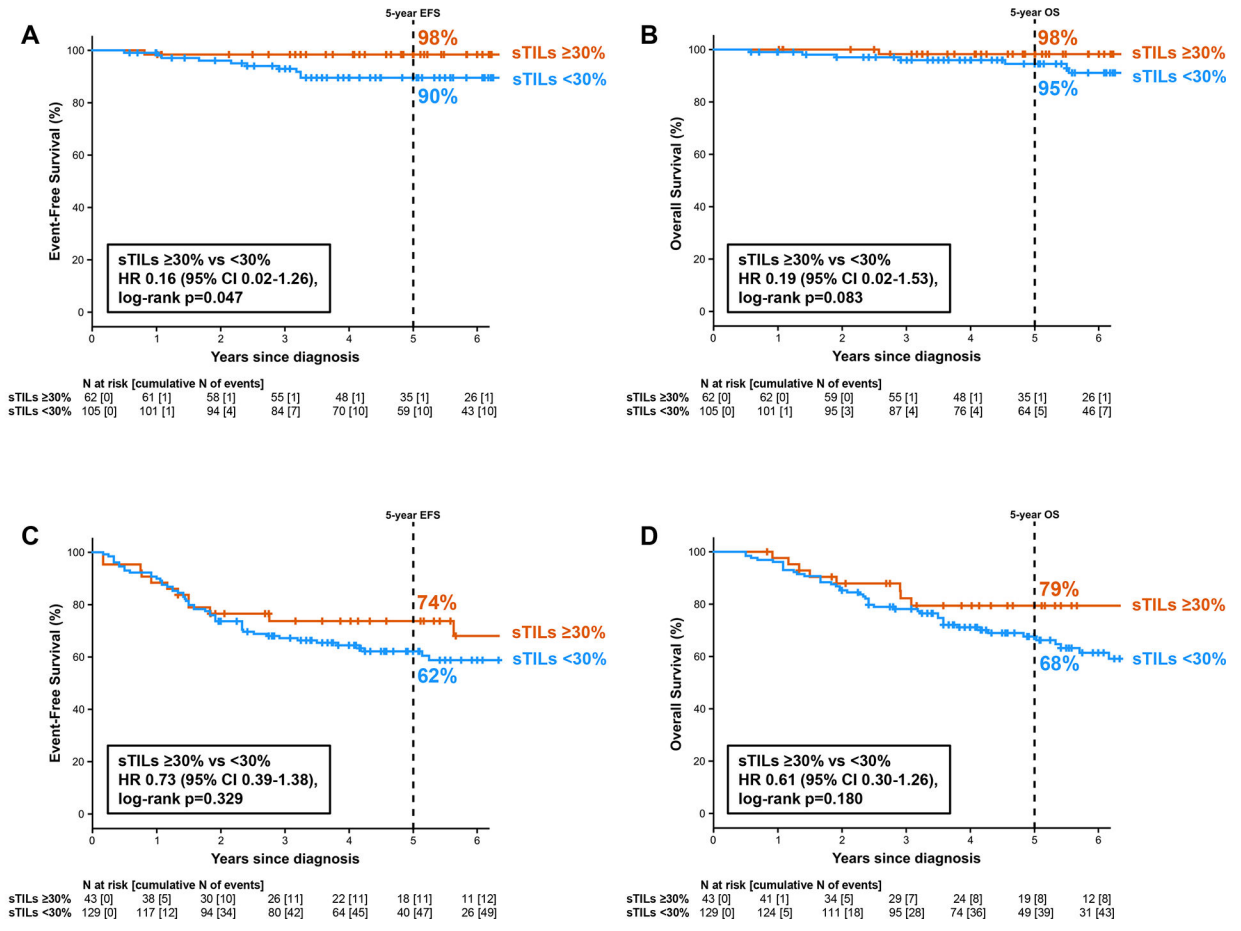 A
5-year EFS
98%
sTILs ≥30%
sTILs <30%
90%
Event-Free Survival (%)
100
80
60
40
20
0
sTILs ≥30% vs <30%
HR 0.16 (95% CI 0.02-1.26),
log-rank p=0.047
0 1 2 3 4 5 6
Years since diagnosis
N at risk [cumulative N of events]
sTILs ≥30% 62 [0] 61 [1] 58 [1] 55 [1] 48 [1] 35 [1] 26 [1]
sTILs <30% 105 [0] 101 [1] 94 [4] 84 [7] 70 [10] 59 [10] 43 [10]
B
5-year OS
98%
sTILs ≥30%
sTILs <30%
95%
Overall Survival (%)
100
80
60
40
20
0
sTILs ≥30% vs <30%
HR 0.19 (95% CI 0.02-1.53),
log-rank p=0.083
0 1 2 3 4 5 6
Years since diagnosis
N at risk [cumulative N of events]
sTILs ≥30% 62 [0] 62 [0] 59 [0] 55 [1] 48 [1] 35 [1] 26 [1]
sTILs <30% 105 [0] 101 [1] 95 [3] 87 [4] 76 [4] 64 [5] 46 [7]
C
5-year EFS
74%
sTILs ≥30%
sTILs <30%
62%
Event-Free Survival (%)
100
80
60
40
20
0
sTILs ≥30% vs <30%
HR 0.73 (95% CI 0.39-1.38),
log-rank p=0.329
0 1 2 3 4 5 6
Years since diagnosis
N at risk [cumulative N of events]
sTILs ≥30% 43 [0] 38 [5] 30 [10] 26 [11] 22 [11] 18 [11] 11 [12]
sTILs <30% 129 [0] 117 [12] 94 [34] 80 [42] 64 [45] 40 [47] 26 [49]
D
5-year OS
79%
sTILs ≥30%
sTILs <30%
68%
Overall Survival (%)
100
80
60
40
20
0
sTILs ≥30% vs <30%
HR 0.61 (95% CI 0.30-1.26),
log-rank p=0.180
0 1 2 3 4 5 6
Years since diagnosis
N at risk [cumulative N of events]
sTILs ≥30% 43 [0] 41 [1] 34 [5] 29 [7] 24 [8] 19 [8] 12 [8]
sTILs <30% 129 [0] 124 [5] 111 [18] 95 [28] 74 [36] 49 [39] 31 [43]